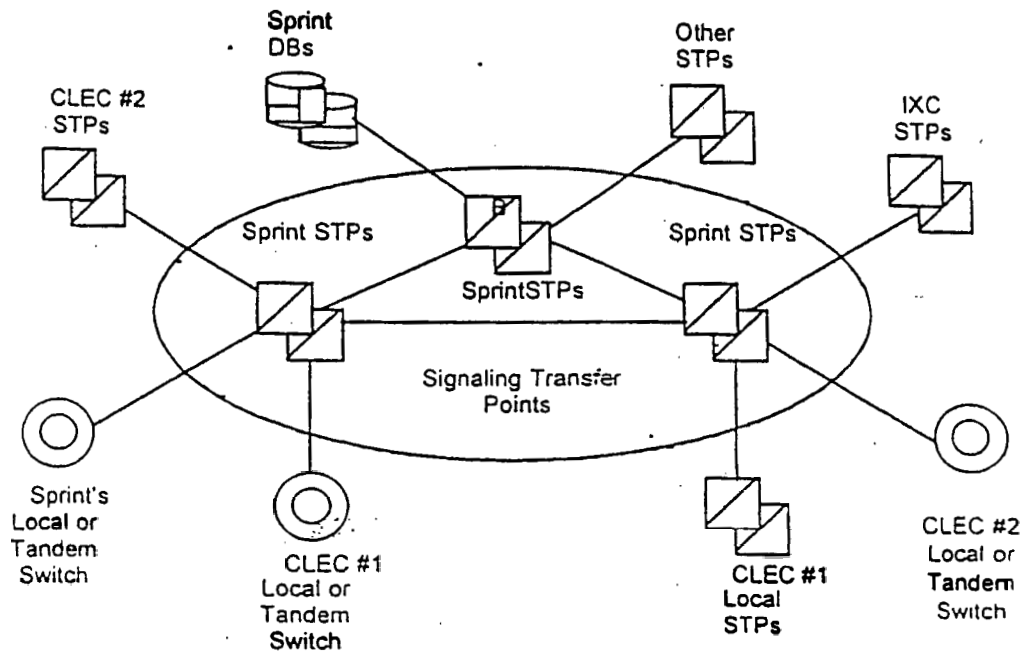 Sprint
DBs
Other
STPs
CLEC #2
STPs
IXC
STPs
Sprint STPs
Sprint STPs
SprintSTPs
Signaling Transfer
Points
Sprint's
Local or
Tandem
Switch
CLEC #1
Local or
Tandem
Switch
CLEC #1
Local
STPs
CLEC #2
Local or
Tandem
Switch